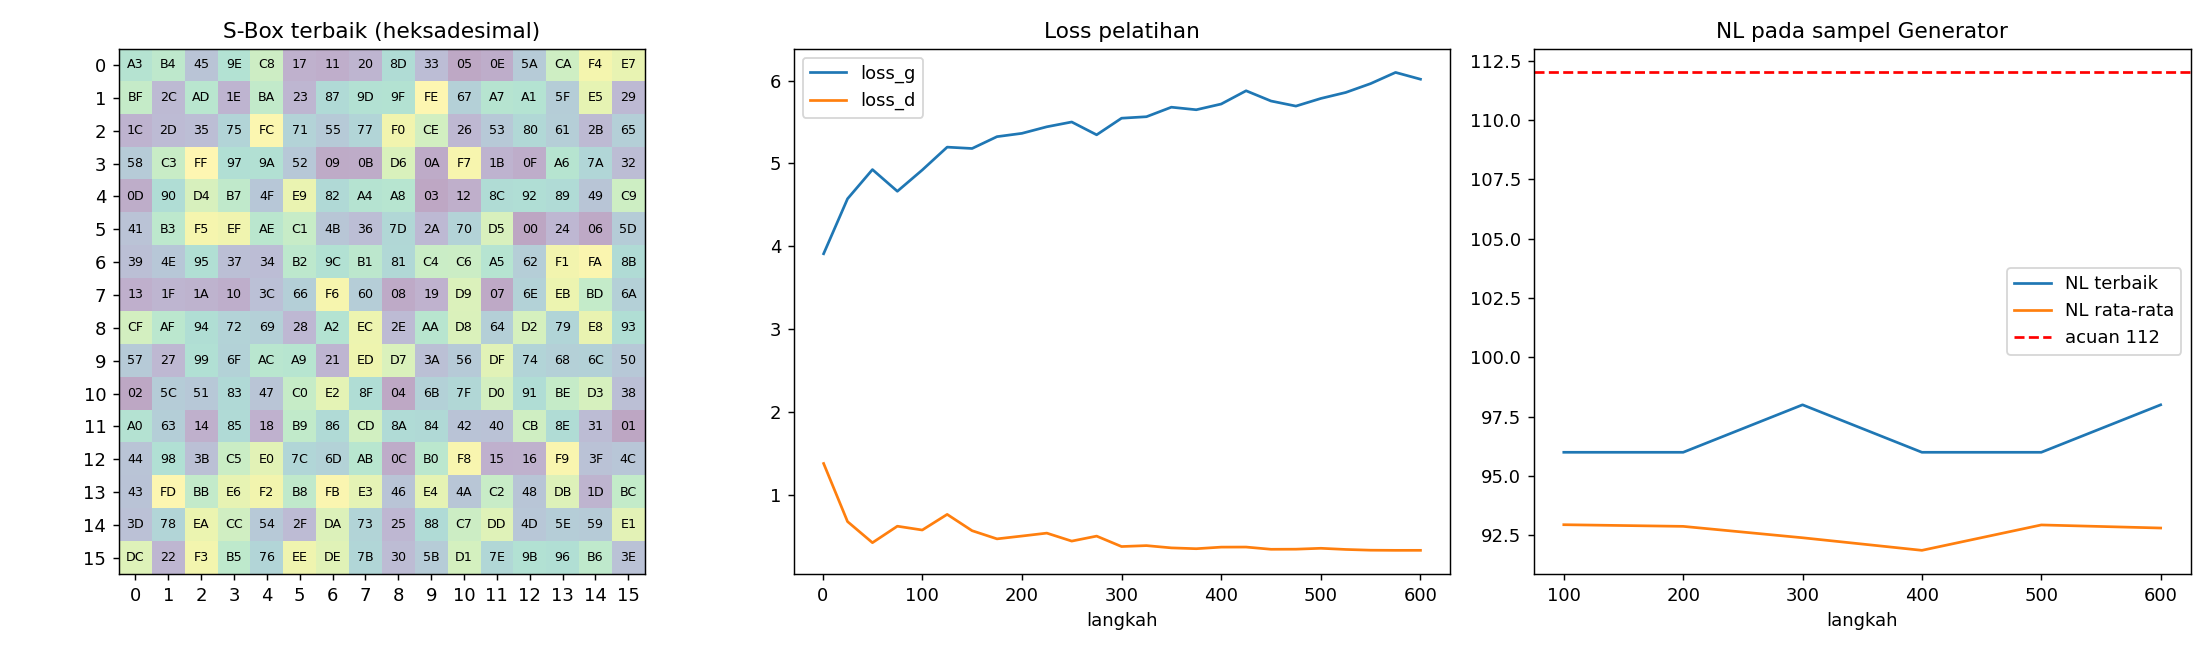 S-Box terbaik (heksadesimal)
0 A3 B4 45 9E C8 17 11 20 8D 33 05 0E 5A CA F4 E7
1 BF 2C AD 1E BA 23 87 9D 9F FE 67 A7 A1 5F E5 29
2 1C 2D 35 75 FC 71 55 77 F0 CE 26 53 80 61 2B 65
3 58 C3 FF 97 9A 52 09 0B D6 0A F7 1B 0F A6 7A 32
4 0D 90 D4 B7 4F E9 82 A4 A8 03 12 8C 92 89 49 C9
5 41 B3 F5 EF AE C1 4B 36 7D 2A 70 D5 00 24 06 5D
6 39 4E 95 37 34 B2 9C B1 81 C4 C6 A5 62 F1 FA 8B
7 13 1F 1A 10 3C 66 F6 60 08 19 D9 07 6E EB BD 6A
8 CF AF 94 72 69 28 A2 EC 2E AA D8 64 D2 79 E8 93
9 57 27 99 6F AC A9 21 ED D7 3A 56 DF 74 68 6C 50
10 02 5C 51 83 47 C0 E2 8F 04 6B 7F D0 91 BE D3 38
11 A0 63 14 85 18 B9 86 CD 8A 84 42 40 CB 8E 31 01
12 44 98 3B C5 E0 7C 6D AB 0C B0 F8 15 16 F9 3F 4C
13 43 FD BB E6 F2 B8 FB E3 46 E4 4A C2 48 DB 1D BC
14 3D 78 EA CC 54 2F DA 73 25 88 C7 DD 4D 5E 59 E1
15 DC 22 F3 B5 76 EE DE 7B 30 5B D1 7E 9B 96 B6 3E
0 1 2 3 4 5 6 7 8 9 10 11 12 13 14 15
Loss pelatihan
loss_g
loss_d
6
5
4
3
2
1
0 100 200 300 400 500 600
langkah
NL pada sampel Generator
112.5
110.0
107.5
105.0
102.5
100.0
97.5
95.0
92.5
NL terbaik
NL rata-rata
acuan 112
100 200 300 400 500 600
langkah